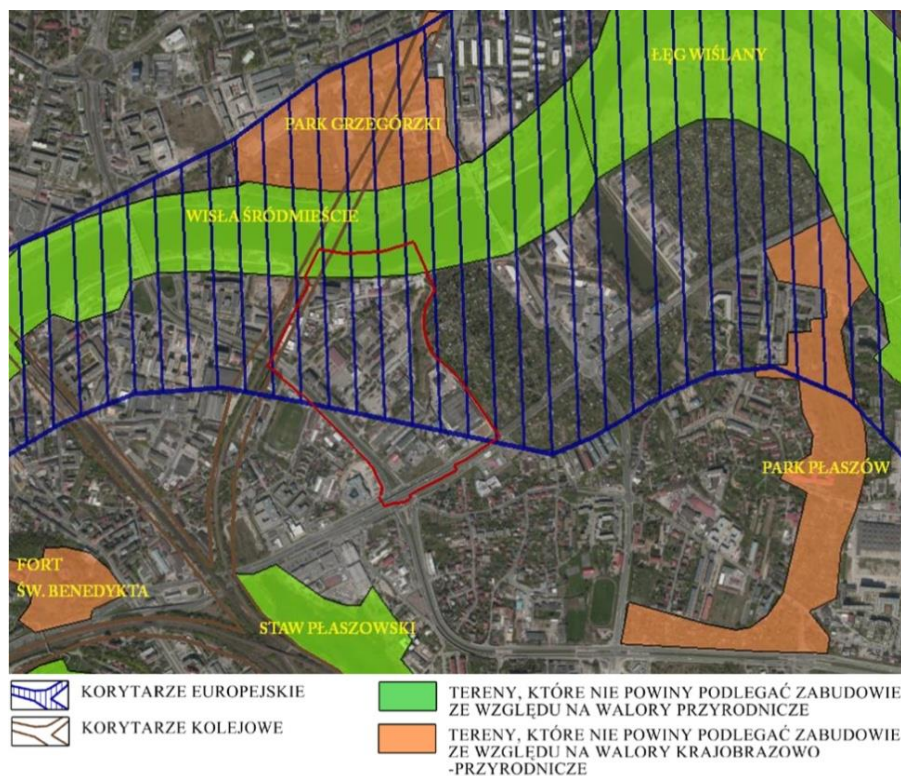 ŁĘG WIŚLANY
PARK GRZEGÓRZKI
WISŁA ŚRÓDMIEŚCIE
PARK PŁASZÓW
FORT
ŚW. BENEDYKTA
STAW PŁASZOWSKI
KORYTARZE EUROPEJSKIE
KORYTARZE KOLEJOWE
TERENY, KTÓRE NIE POWINY PODLEGAĆ ZABUDOWIE
ZE WZGLĘDU NA WALORY PRZYRODNICZE
TERENY, KTÓRE NIE POWINY PODLEGAĆ ZABUDOWIE
ZE WZGLĘDU NA WALORY KRAJOBRAZOWO
-PRZYRODNICZE